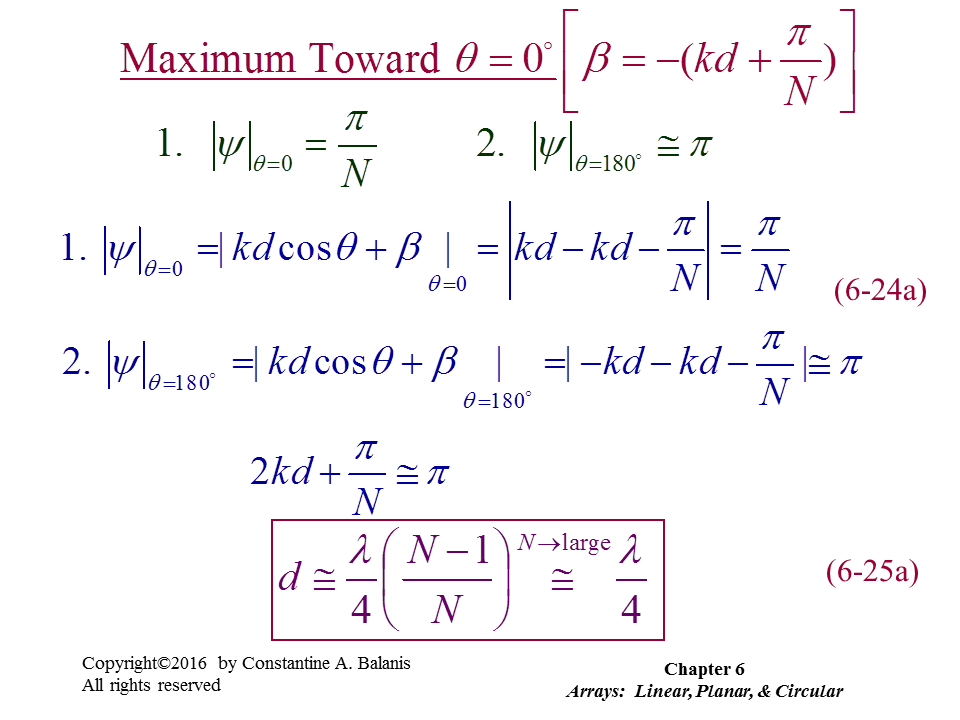 Maximum Toward θ = 0° [ β = −(kd + π/N) ]
1. |ψ|θ=0 = π/N 2. |ψ|θ=180° ≅ π
1. |ψ|θ=0 =| kd cos θ + β |θ=0 = |kd − kd − π/N| = π/N
(6-24a)
2. |ψ|θ=180° =| kd cos θ + β |θ=180° =| −kd − kd − π/N |≅ π
2kd + π/N ≅ π
d ≅ λ/4 ( N − 1 / N ) N→large ≅ λ/4
(6-25a)
Copyright©2016 by Constantine A. Balanis
All rights reserved
Chapter 6
Arrays: Linear, Planar, & Circular